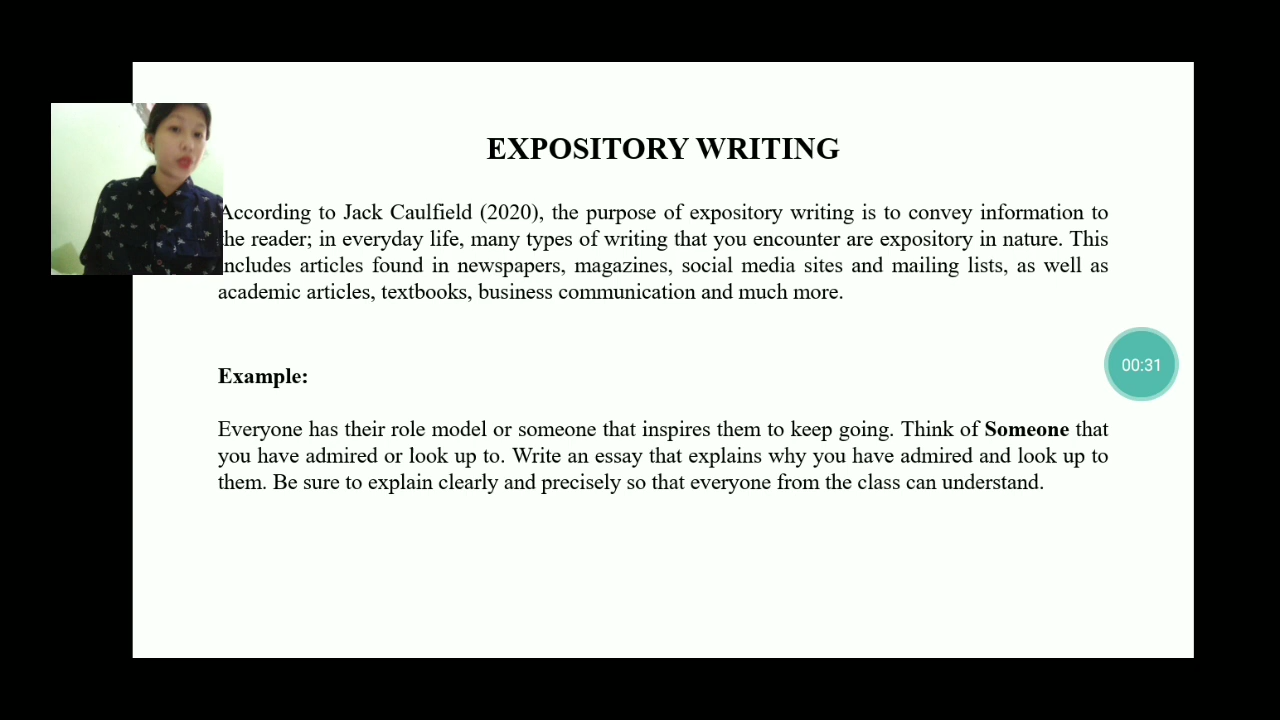 EXPOSITORY WRITING
According to Jack Caulfield (2020), the purpose of expository writing is to convey information to
the reader; in everyday life, many types of writing that you encounter are expository in nature. This
includes articles found in newspapers, magazines, social media sites and mailing lists, as well as
academic articles, textbooks, business communication and much more.
00:31
Example:
Everyone has their role model or someone that inspires them to keep going. Think of Someone that
you have admired or look up to. Write an essay that explains why you have admired and look up to
them. Be sure to explain clearly and precisely so that everyone from the class can understand.